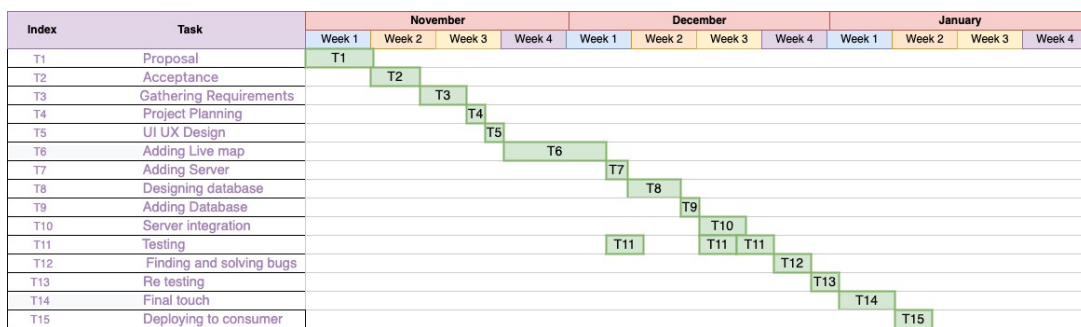 Index Task November December January
Week 1 Week 2 Week 3 Week 4 Week 1 Week 2 Week 3 Week 4 Week 1 Week 2 Week 3 Week 4
T1 Proposal T1
T2 Acceptance T2
T3 Gathering Requirements T3
T4 Project Planning T4
T5 UI UX Design T5
T6 Adding Live map T6
T7 Adding Server T7
T8 Designing database T8
T9 Adding Database T9
T10 Server integration T10
T11 Testing T11 T11 T11
T12 Finding and solving bugs T12
T13 Re testing T13
T14 Final touch T14
T15 Deploying to consumer T15